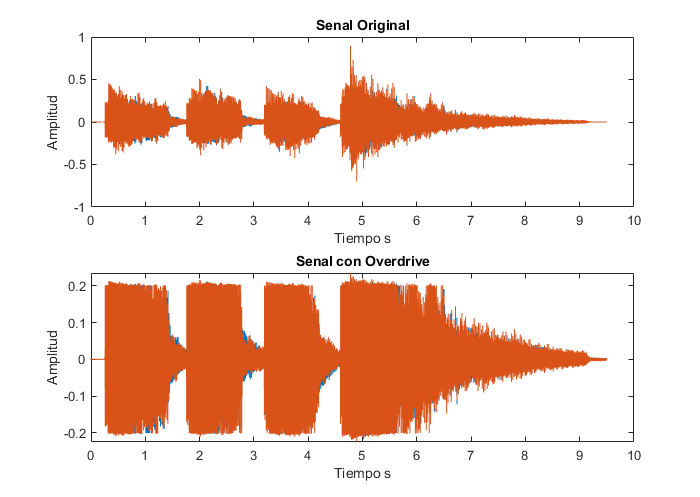 Senal Original
1
0.5
0
-0.5
-1
Amplitud
0 1 2 3 4 5 6 7 8 9 10
Tiempo s
Senal con Overdrive
0.2
0.1
0
-0.1
-0.2
Amplitud
0 1 2 3 4 5 6 7 8 9 10
Tiempo s